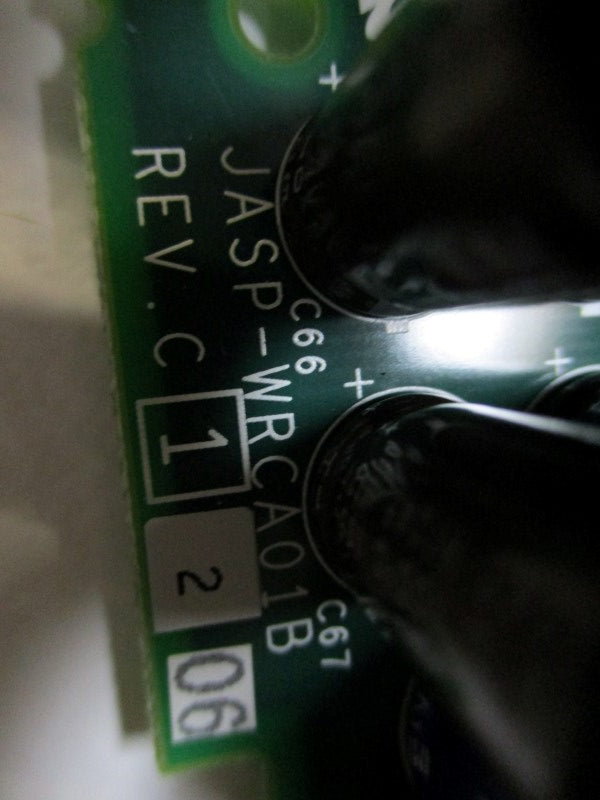 JASP-WRCA01B
REV.C 1 2 06
C66
C67